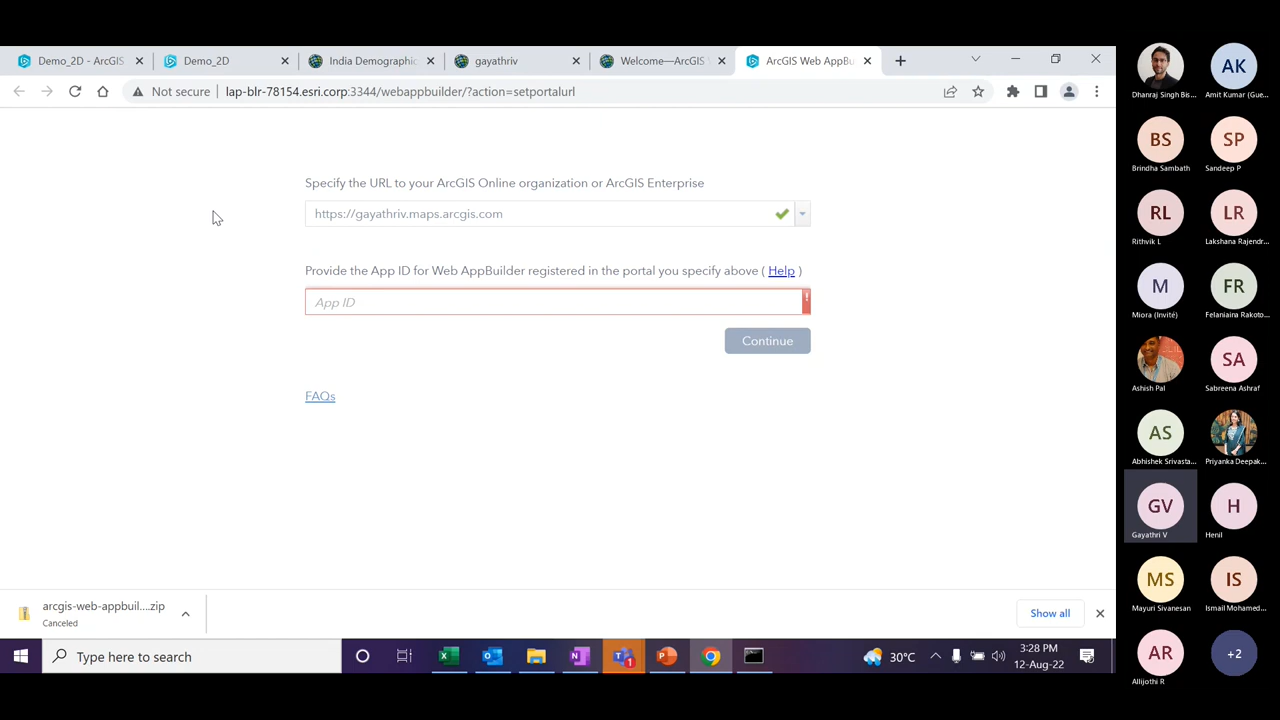 Demo_2D - ArcGIS
Demo_2D
India Demographic
gayathriv
Welcome—ArcGIS
ArcGIS Web AppBu
Not secure
lap-blr-78154.esri.corp:3344/webappbuilder/?action=setportalurl
Specify the URL to your ArcGIS Online organization or ArcGIS Enterprise
https://gayathriv.maps.arcgis.com
Provide the App ID for Web AppBuilder registered in the portal you specify above ( Help )
App ID
!
Continue
FAQs
arcgis-web-appbuil....zip
Canceled
Show all
Type here to search
1
30°C
3:28 PM
12-Aug-22
Dhanraj Singh Bis...
AK
Amit Kumar (Gue...
BS
Brindha Sambath
SP
Sandeep P
RL
Rithvik L
LR
Lakshana Rajendr...
M
Miora (Invité)
FR
Felaniaina Rakoto...
Ashish Pal
SA
Sabreena Ashraf
AS
Abhishek Srivasta...
Priyanka Deepak...
GV
Gayathri V
H
Henil
MS
Mayuri Sivanesan
IS
Ismail Mohamed...
AR
Allijothi R
+2